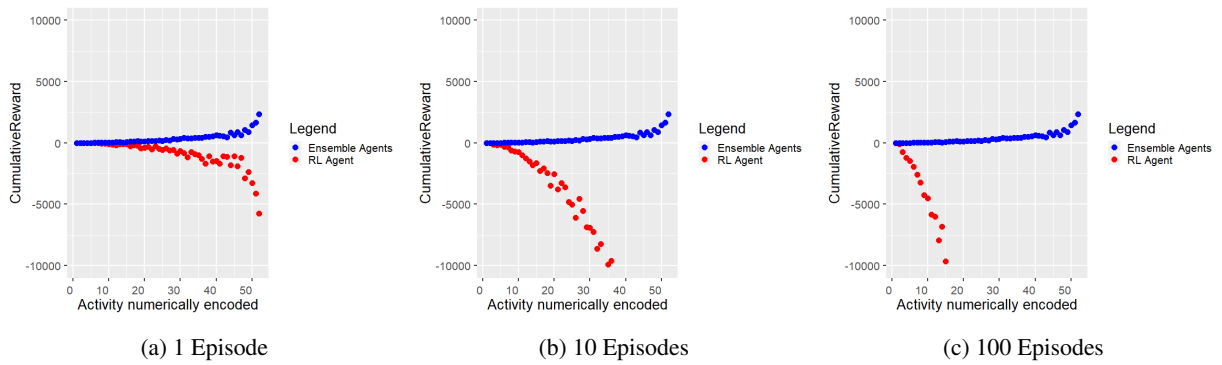 10000
5000
0
-5000
-10000
CumulativeReward
0 10 20 30 40 50
Activity numerically encoded
Legend
Ensemble Agents
RL Agent
(a) 1 Episode
10000
5000
0
-5000
-10000
CumulativeReward
0 10 20 30 40 50
Activity numerically encoded
Legend
Ensemble Agents
RL Agent
(b) 10 Episodes
10000
5000
0
-5000
-10000
CumulativeReward
0 10 20 30 40 50
Activity numerically encoded
Legend
Ensemble Agents
RL Agent
(c) 100 Episodes